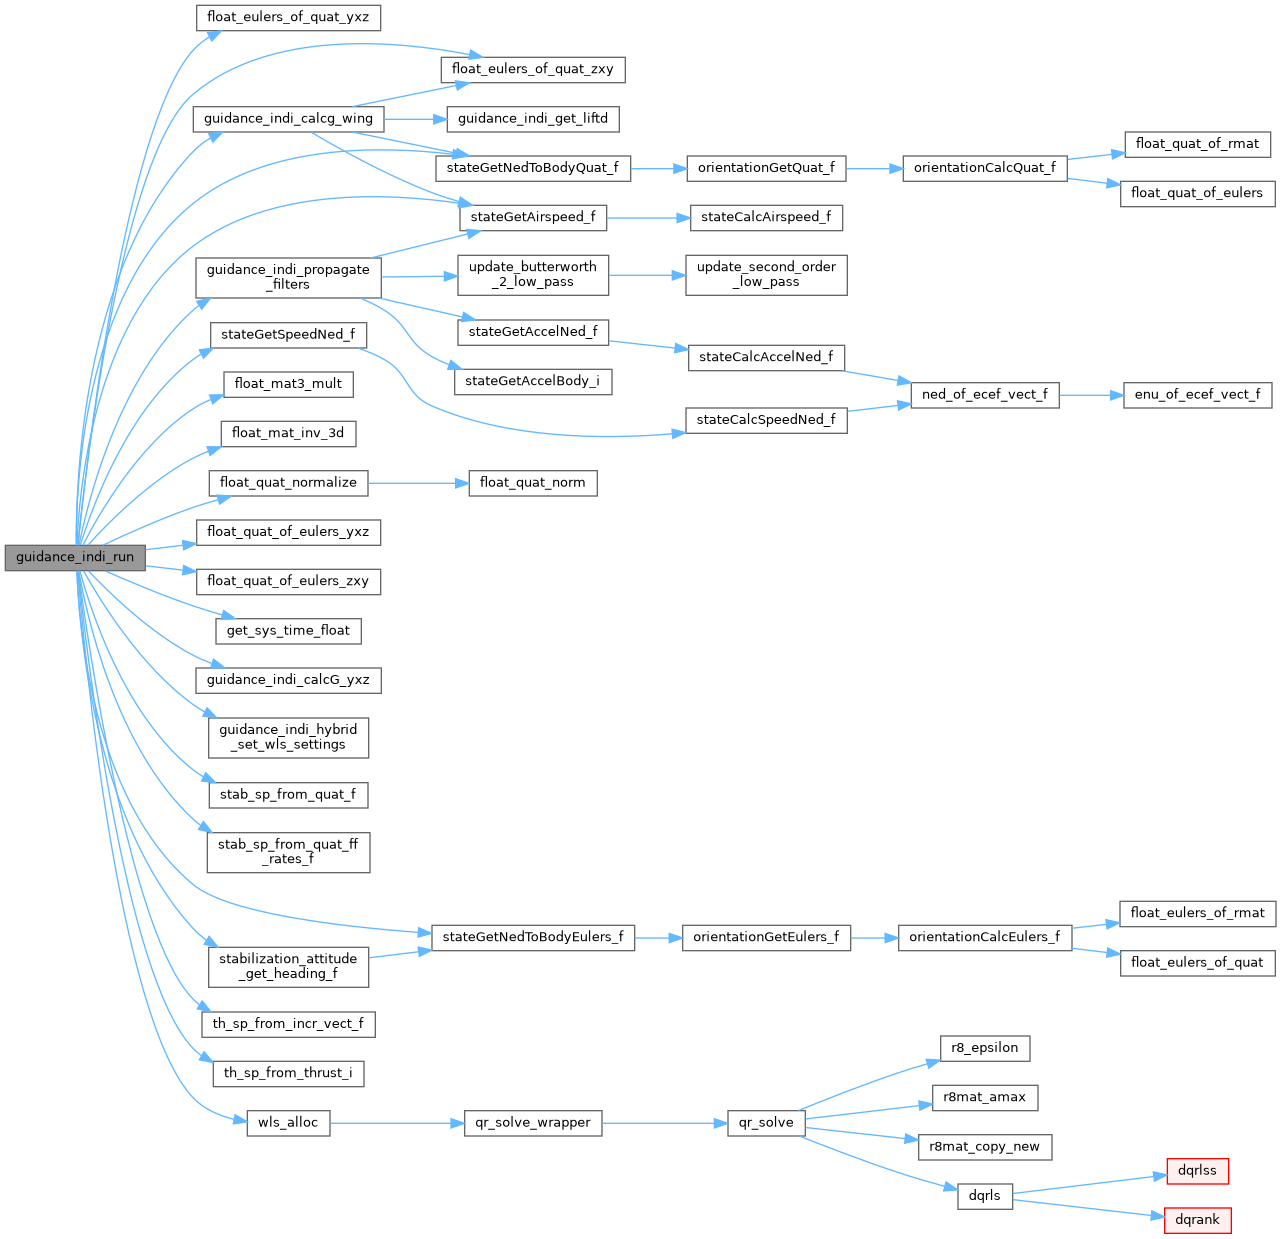 float_eulers_of_quat_yxz
float_eulers_of_quat_zxy
guidance_indi_calcg_wing
guidance_indi_get_liftd
float_quat_of_rmat
stateGetNedToBodyQuat_f
orientationGetQuat_f
orientationCalcQuat_f
float_quat_of_eulers
stateGetAirspeed_f
stateCalcAirspeed_f
guidance_indi_propagate
_filters
update_butterworth
_2_low_pass
update_second_order
_low_pass
stateGetSpeedNed_f
stateGetAccelNed_f
stateCalcAccelNed_f
float_mat3_mult
stateGetAccelBody_i
ned_of_ecef_vect_f
enu_of_ecef_vect_f
stateCalcSpeedNed_f
float_mat_inv_3d
float_quat_normalize
float_quat_norm
float_quat_of_eulers_yxz
guidance_indi_run
float_quat_of_eulers_zxy
get_sys_time_float
guidance_indi_calcG_yxz
guidance_indi_hybrid
_set_wls_settings
stab_sp_from_quat_f
stab_sp_from_quat_ff
_rates_f
stateGetNedToBodyEulers_f
orientationGetEulers_f
orientationCalcEulers_f
float_eulers_of_rmat
float_eulers_of_quat
stabilization_attitude
_get_heading_f
th_sp_from_incr_vect_f
th_sp_from_thrust_i
r8_epsilon
r8mat_amax
wls_alloc
qr_solve_wrapper
qr_solve
r8mat_copy_new
dqrls
dqrlss
dqrank